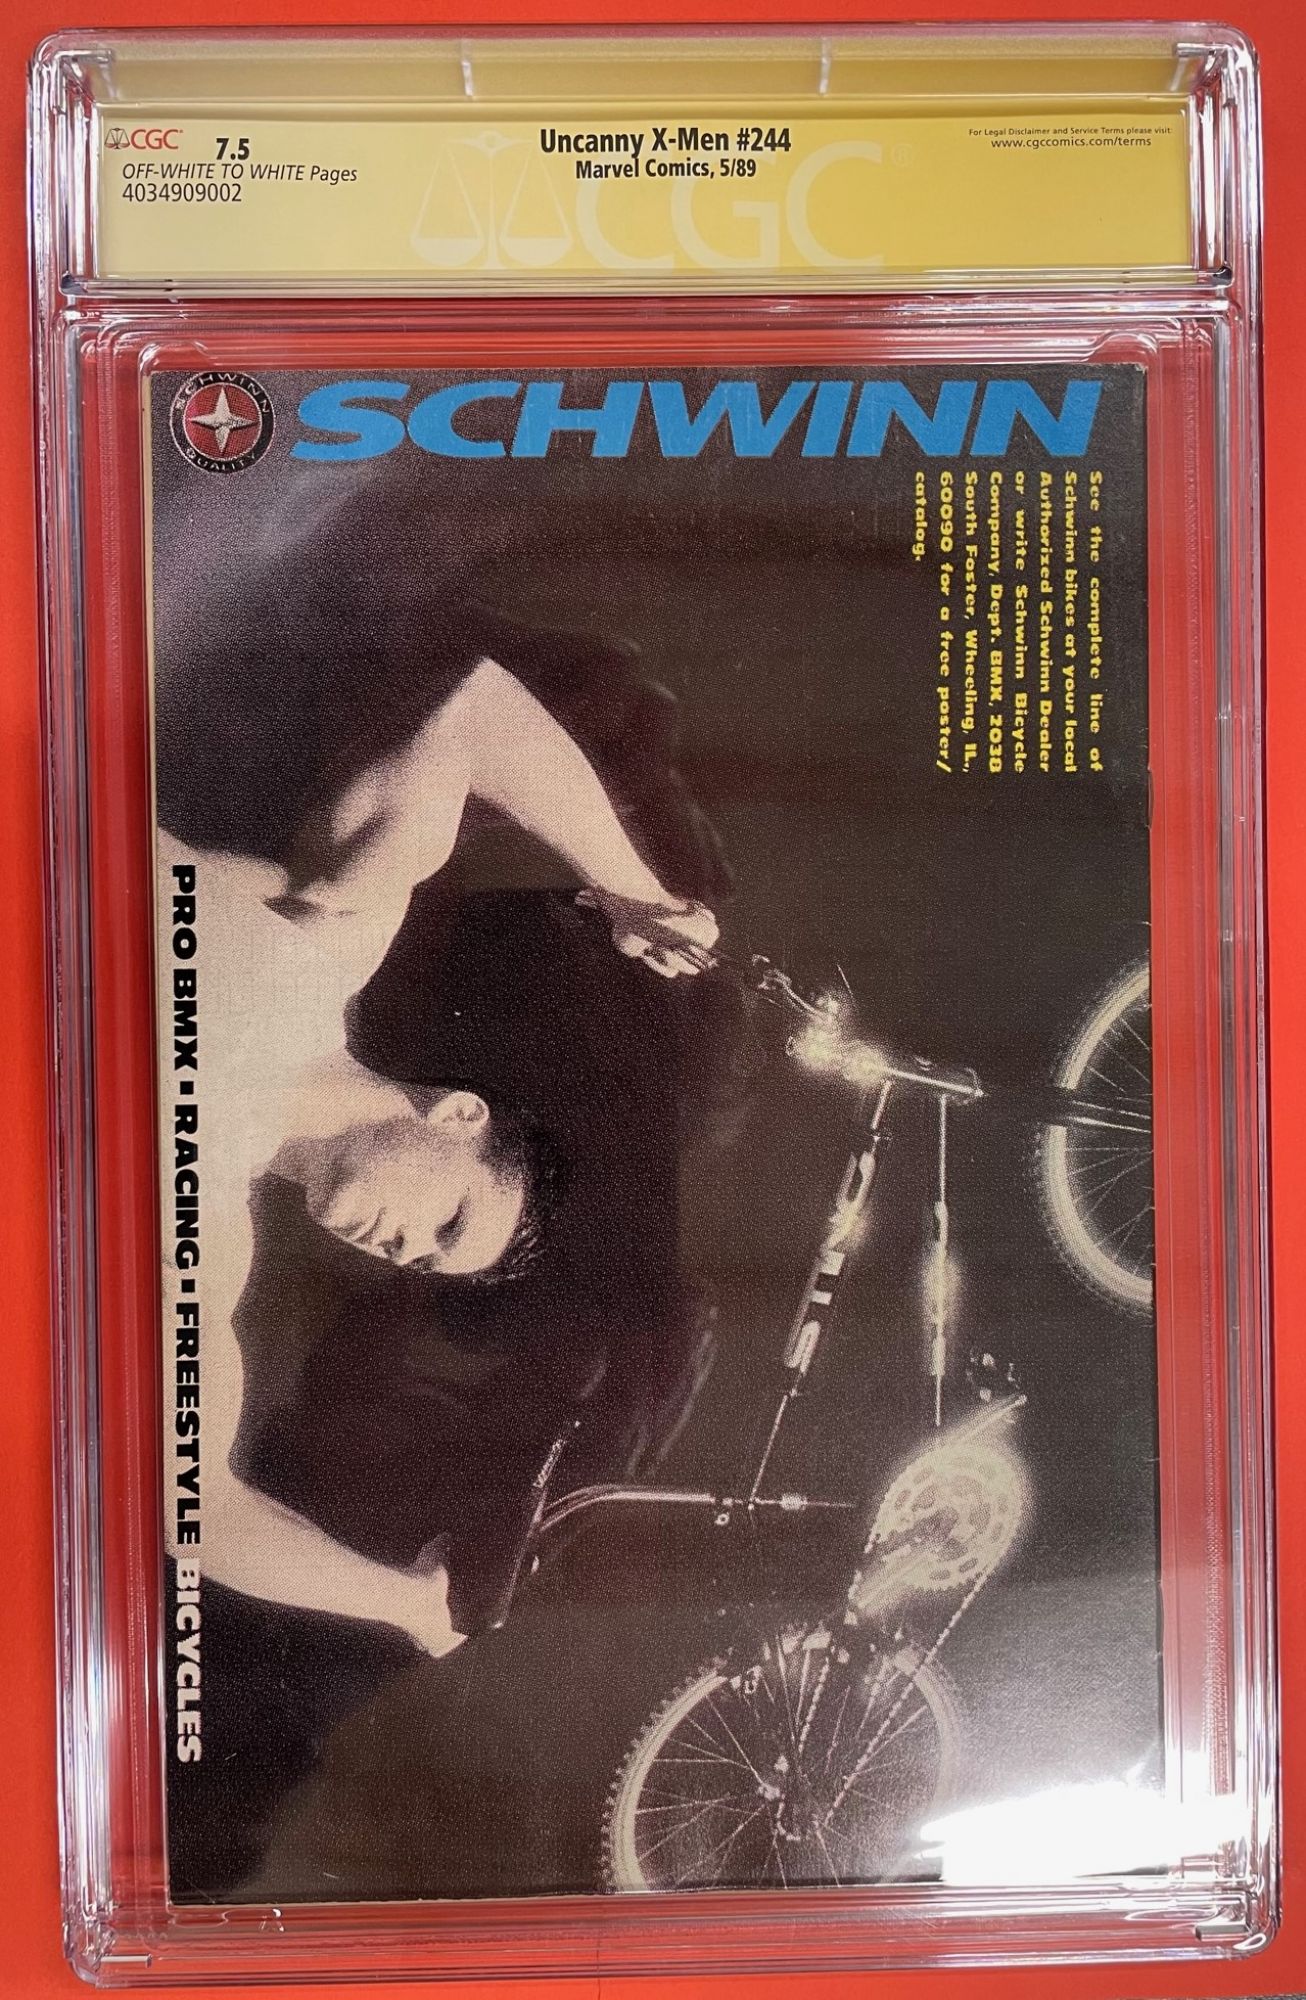 CGC
7.5
OFF-WHITE TO WHITE Pages
4034909002
Uncanny X-Men #244
Marvel Comics, 5/89
For Legal Disclaimer and Service Terms please visit:
www.cgccomics.com/terms
CGC®
SCHWINN
QUALITY
SCHWINN
See the complete line of
Schwinn bikes at your local
Authorized Schwinn Dealer
or write Schwinn Bicycle
Company, Dept. BMX, 2038
South Foster, Wheeling, IL.,
60090 for a free poster/
catalog.
PRO BMX ▪ RACING ▪ FREESTYLE BICYCLES